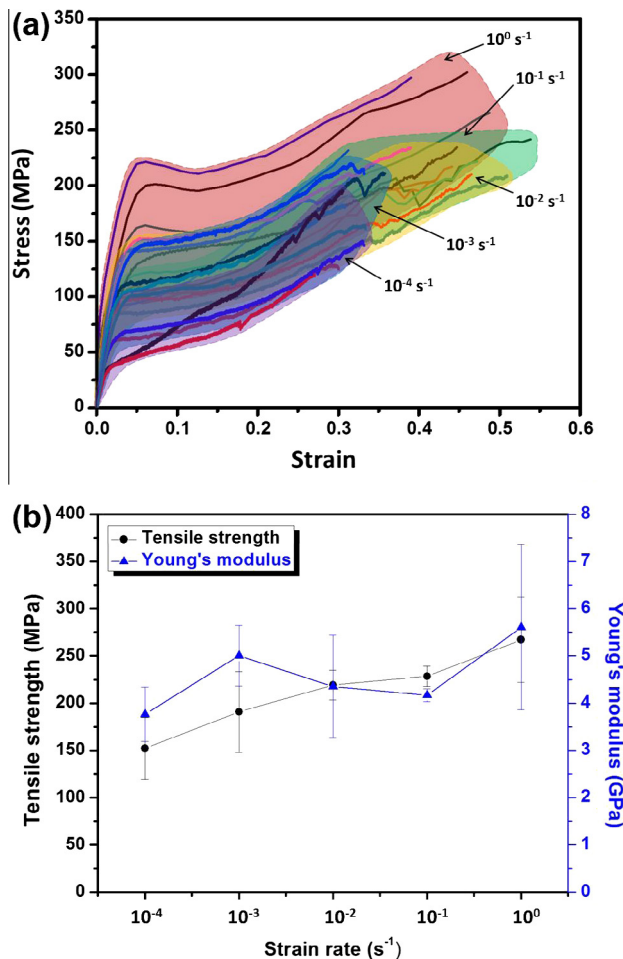 (a)
350
300
250
200
150
100
50
0
Stress (MPa)
10⁰ s⁻¹
10⁻¹ s⁻¹
10⁻² s⁻¹
10⁻³ s⁻¹
10⁻⁴ s⁻¹
0.0 0.1 0.2 0.3 0.4 0.5 0.6
Strain
(b)
Tensile strength
Young's modulus
400
350
300
250
200
150
100
50
0
Tensile strength (MPa)
8
7
6
5
4
3
2
1
0
Young's modulus (GPa)
10⁻⁴ 10⁻³ 10⁻² 10⁻¹ 10⁰
Strain rate (s⁻¹)